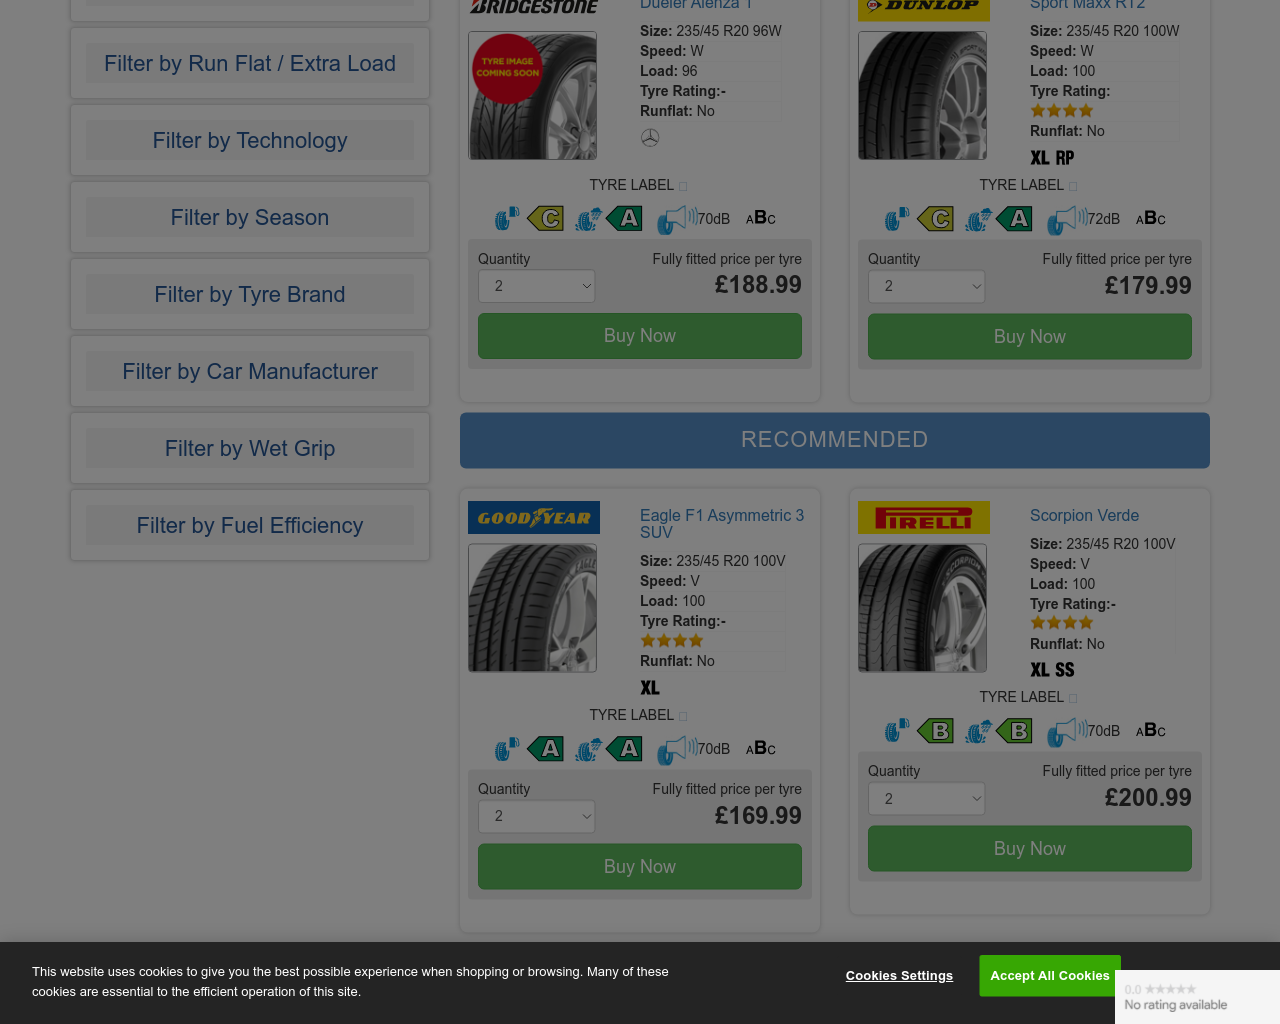 Filter by Run Flat / Extra Load
Filter by Technology
Filter by Season
Filter by Tyre Brand
Filter by Car Manufacturer
Filter by Wet Grip
Filter by Fuel Efficiency
BRIDGESTONE
Dueler Alenza 1
TYRE IMAGE
COMING SOON
Size: 235/45 R20 96W
Speed: W
Load: 96
Tyre Rating:-
Runflat: No
TYRE LABEL
C A 70dB ABC
Quantity
Fully fitted price per tyre
2
£188.99
Buy Now
DUNLOP
Sport Maxx RT2
Size: 235/45 R20 100W
Speed: W
Load: 100
Tyre Rating:
Runflat: No
XL RP
TYRE LABEL
C A 72dB ABC
Quantity
Fully fitted price per tyre
2
£179.99
Buy Now
RECOMMENDED
GOODYEAR
Eagle F1 Asymmetric 3
SUV
EAGLE
Size: 235/45 R20 100V
Speed: V
Load: 100
Tyre Rating:-
Runflat: No
XL
TYRE LABEL
A A 70dB ABC
Quantity
Fully fitted price per tyre
2
£169.99
Buy Now
PIRELLI
Scorpion Verde
SCORPION
Size: 235/45 R20 100V
Speed: V
Load: 100
Tyre Rating:-
Runflat: No
XL SS
TYRE LABEL
B B 70dB ABC
Quantity
Fully fitted price per tyre
2
£200.99
Buy Now
This website uses cookies to give you the best possible experience when shopping or browsing. Many of these
cookies are essential to the efficient operation of this site.
Cookies Settings
Accept All Cookies
0.0
No rating available